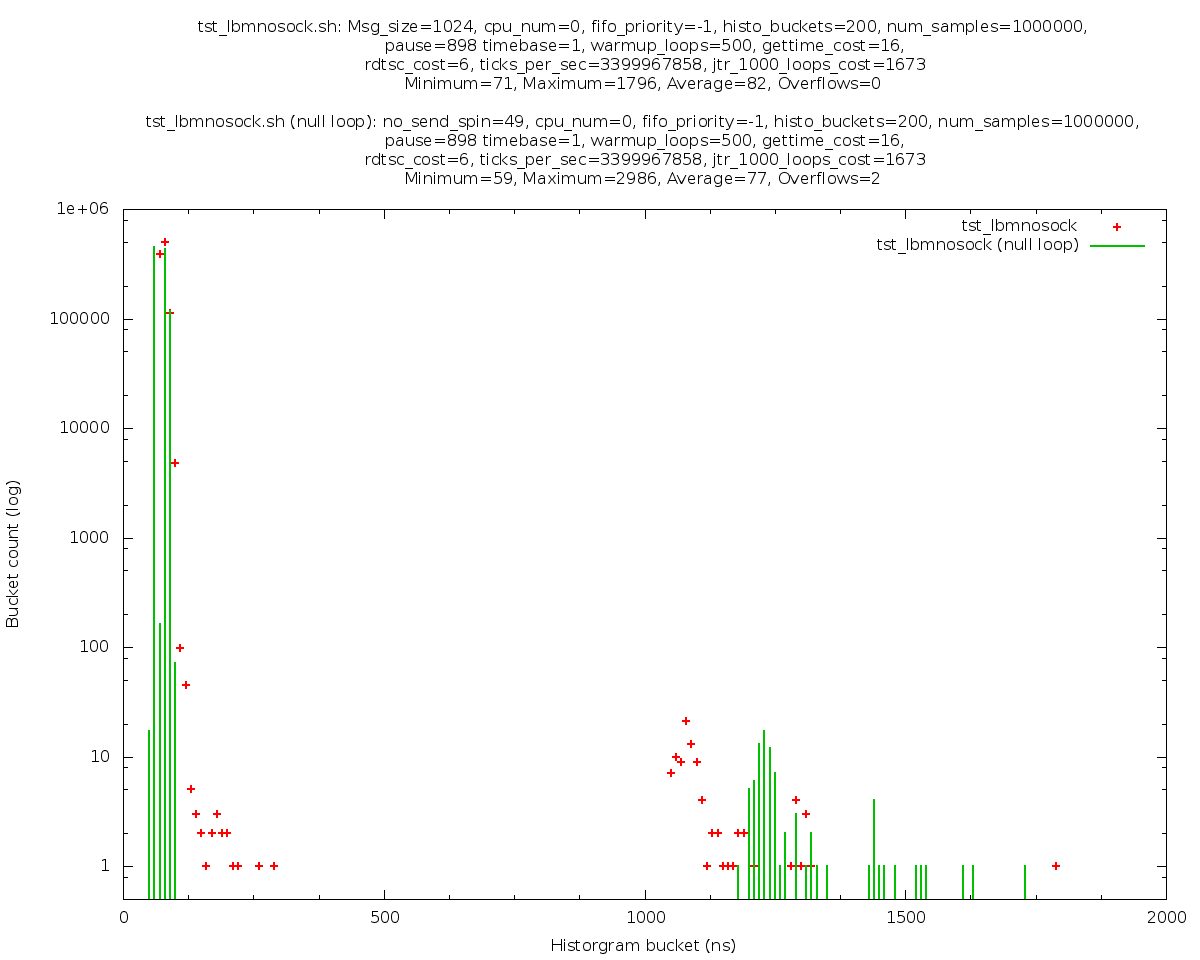 tst_lbmnosock.sh: Msg_size=1024, cpu_num=0, fifo_priority=-1, histo_buckets=200, num_samples=1000000,
pause=898 timebase=1, warmup_loops=500, gettime_cost=16,
rdtsc_cost=6, ticks_per_sec=3399967858, jtr_1000_loops_cost=1673
Minimum=71, Maximum=1796, Average=82, Overflows=0
tst_lbmnosock.sh (null loop): no_send_spin=49, cpu_num=0, fifo_priority=-1, histo_buckets=200, num_samples=1000000,
pause=898 timebase=1, warmup_loops=500, gettime_cost=16,
rdtsc_cost=6, ticks_per_sec=3399967858, jtr_1000_loops_cost=1673
Minimum=59, Maximum=2986, Average=77, Overflows=2
1e+06
tst_lbmnosock
tst_lbmnosock (null loop)
100000
10000
1000
100
10
1
Bucket count (log)
0 500 1000 1500 2000
Historgram bucket (ns)